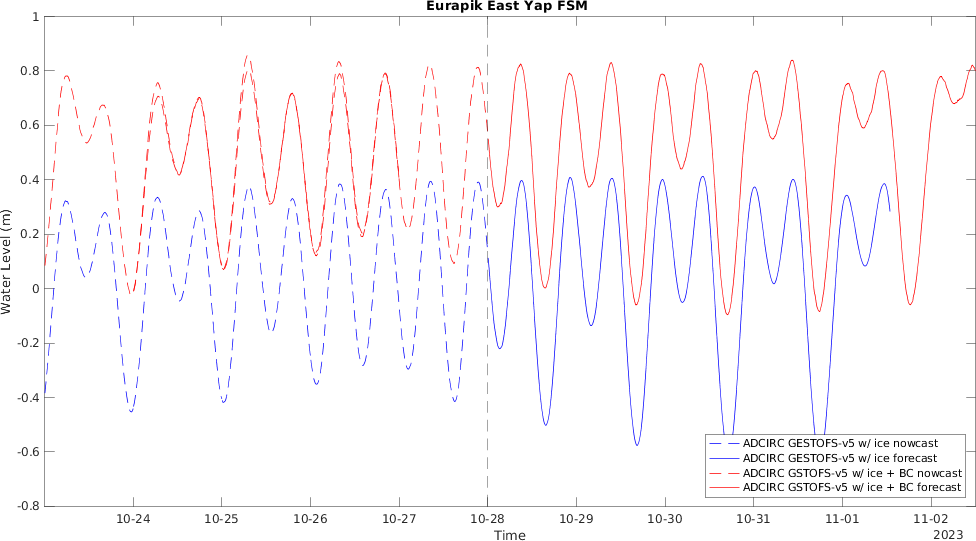 Eurapik East Yap FSM
1
0.8
0.6
0.4
0.2
0
-0.2
-0.4
-0.6
-0.8
Water Level (m)
ADCIRC GESTOFS-v5 w/ ice nowcast
ADCIRC GESTOFS-v5 w/ ice forecast
ADCIRC GSTOFS-v5 w/ ice + BC nowcast
ADCIRC GSTOFS-v5 w/ ice + BC forecast
10-24 10-25 10-26 10-27 10-28 10-29 10-30 10-31 11-01 11-02
Time
2023